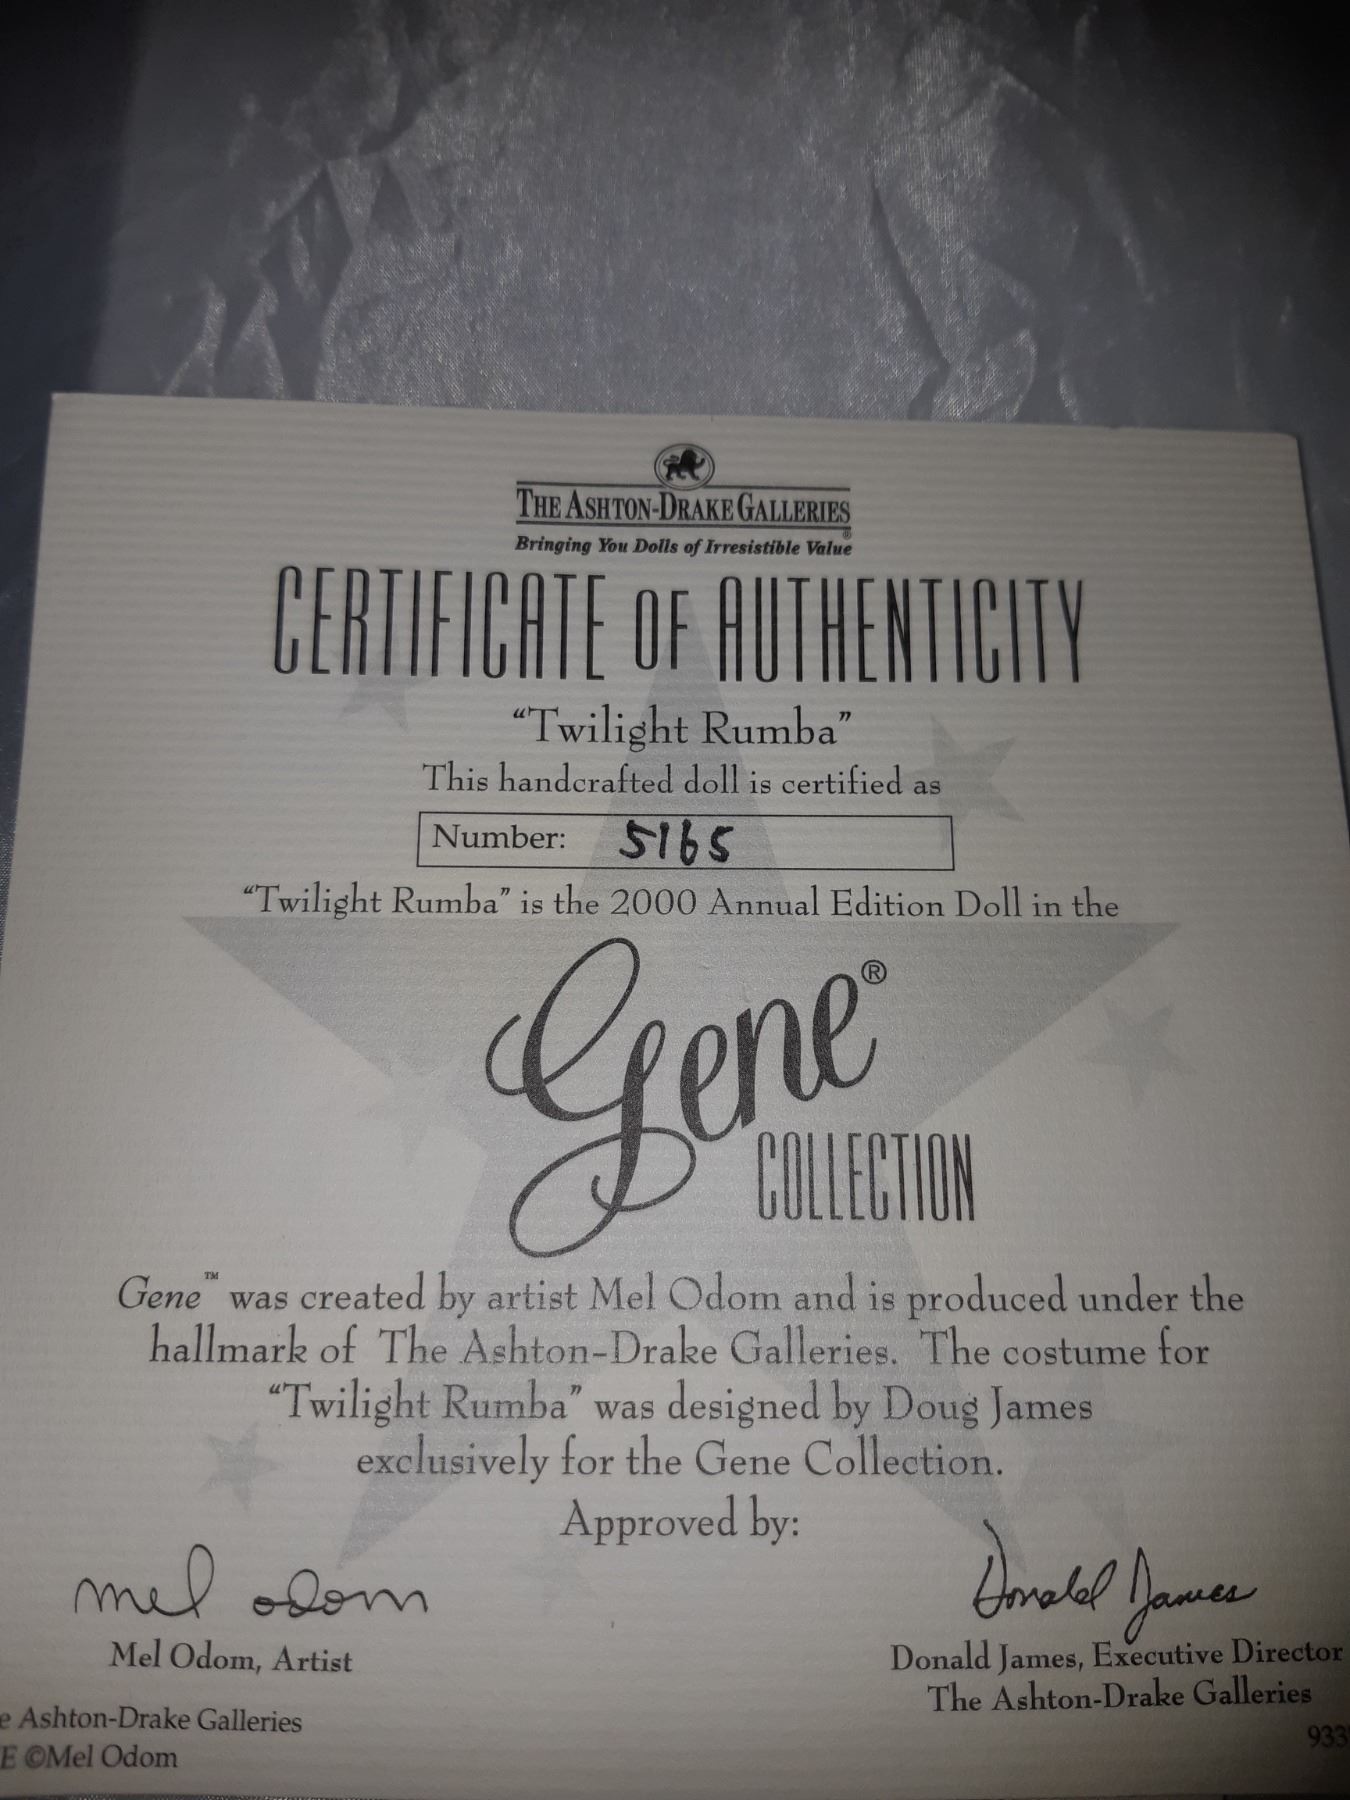 THE ASHTON-DRAKE GALLERIES
®
Bringing You Dolls of Irresistible Value
CERTIFICATE OF AUTHENTICITY
“Twilight Rumba”
This handcrafted doll is certified as
Number: 5165
“Twilight Rumba” is the 2000 Annual Edition Doll in the
Gene®
COLLECTION
Gene™ was created by artist Mel Odom and is produced under the
hallmark of The Ashton-Drake Galleries. The costume for
“Twilight Rumba” was designed by Doug James
exclusively for the Gene Collection.
Approved by:
mel odom Donald James
Mel Odom, Artist Donald James, Executive Director
The Ashton-Drake Galleries
e Ashton-Drake Galleries 933
E ©Mel Odom